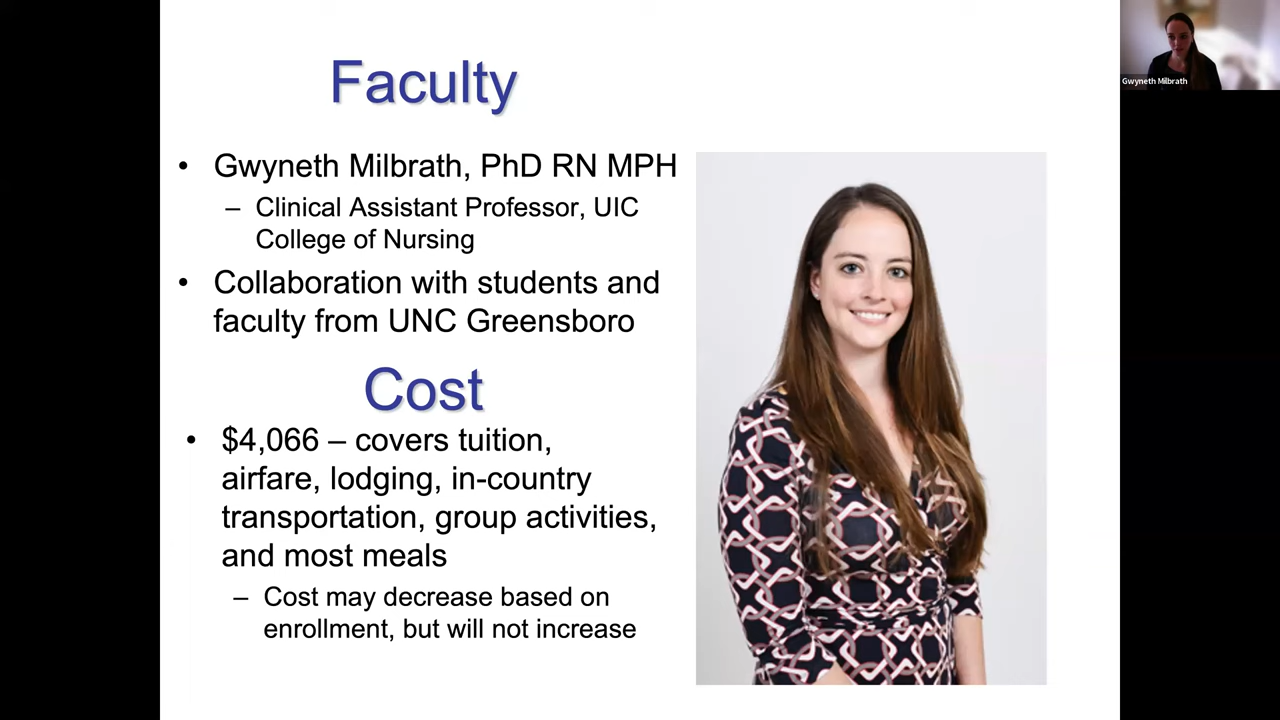 Faculty
• Gwyneth Milbrath, PhD RN MPH
– Clinical Assistant Professor, UIC
College of Nursing
• Collaboration with students and
faculty from UNC Greensboro
Cost
• $4,066 – covers tuition,
airfare, lodging, in-country
transportation, group activities,
and most meals
– Cost may decrease based on
enrollment, but will not increase
Gwyneth Milbrath